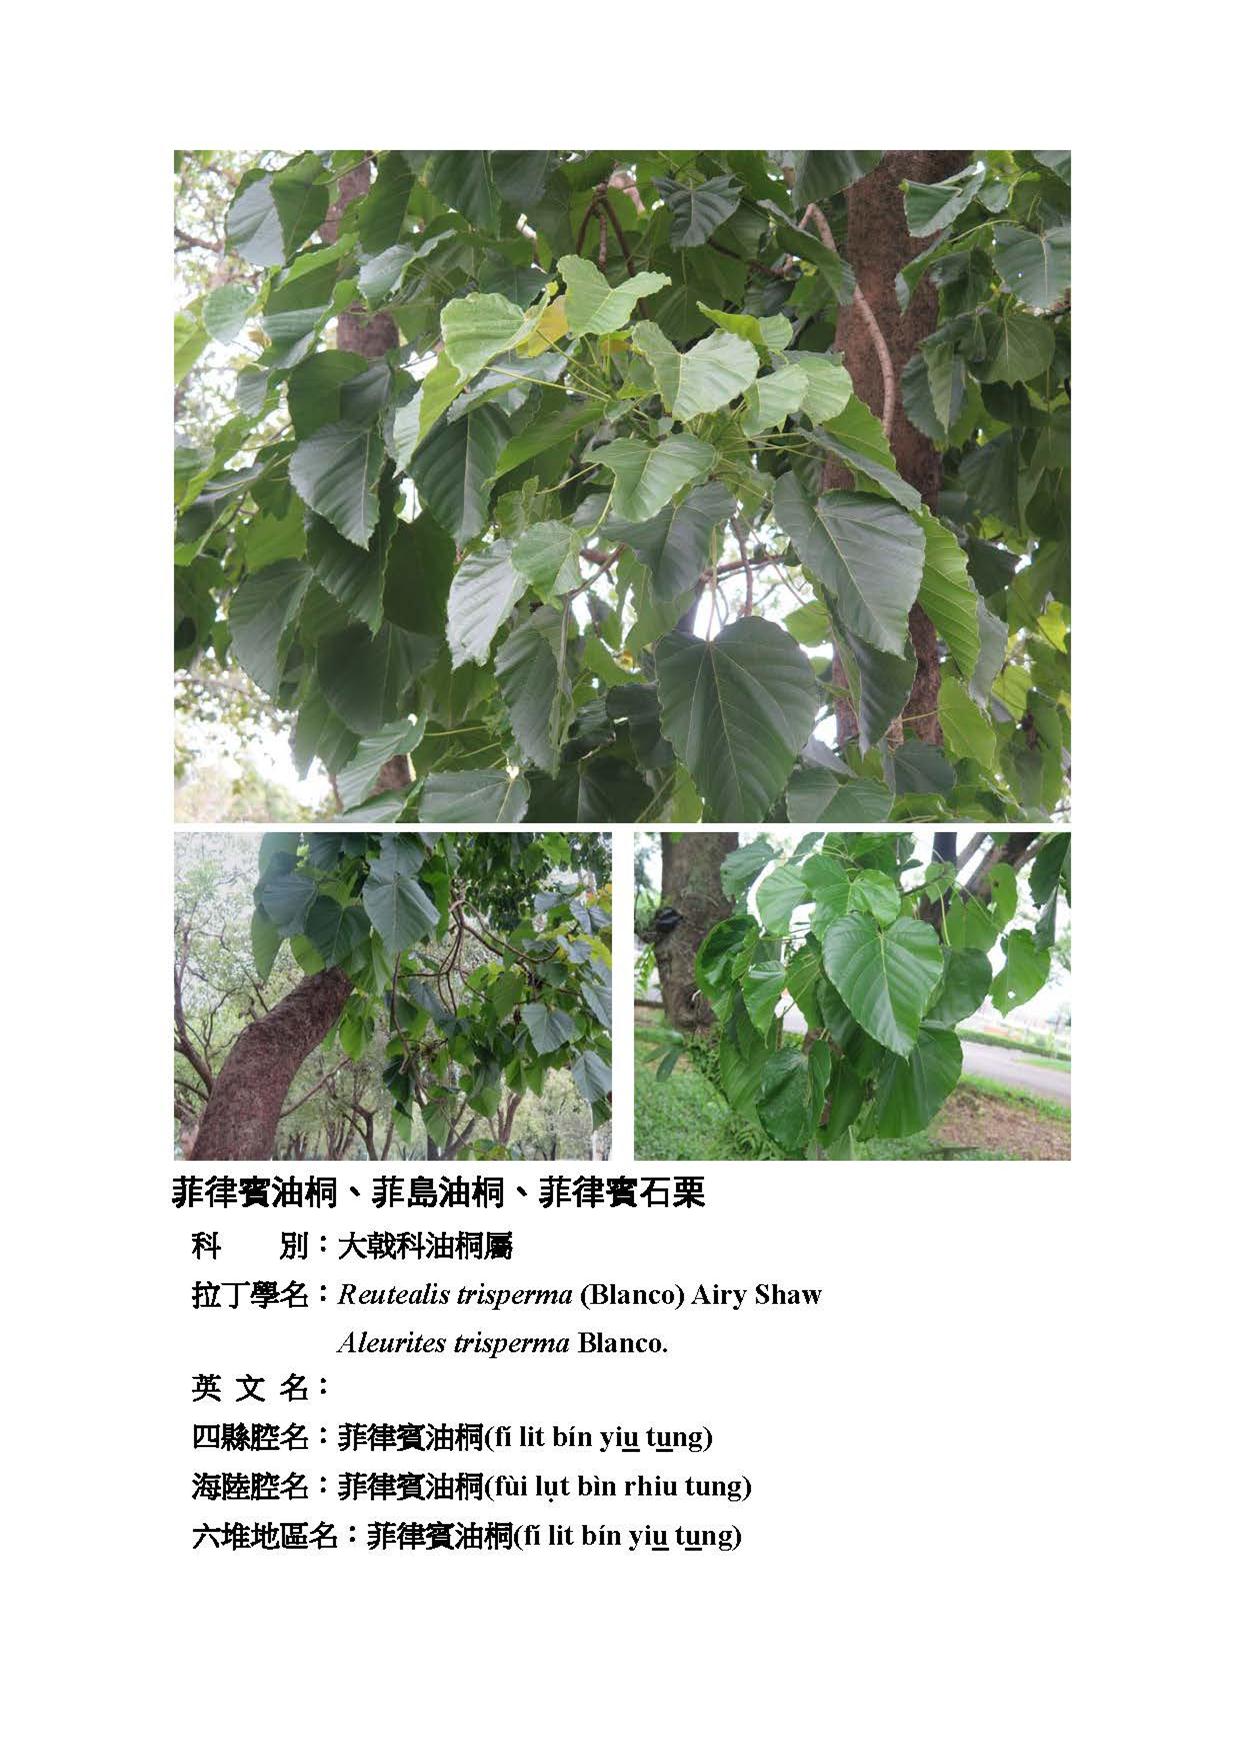 菲律賓油桐、菲島油桐、菲律賓石栗
科　　別：大戟科油桐屬
拉丁學名：Reutealis trisperma (Blanco) Airy Shaw
Aleurites trisperma Blanco.
英 文 名：
四縣腔名：菲律賓油桐(fí lit bín yiu̲ tu̲ng)
海陸腔名：菲律賓油桐(fùi lṳt bìn rhiu tung)
六堆地區名：菲律賓油桐(fí lit bín yiu̲ tu̲ng)